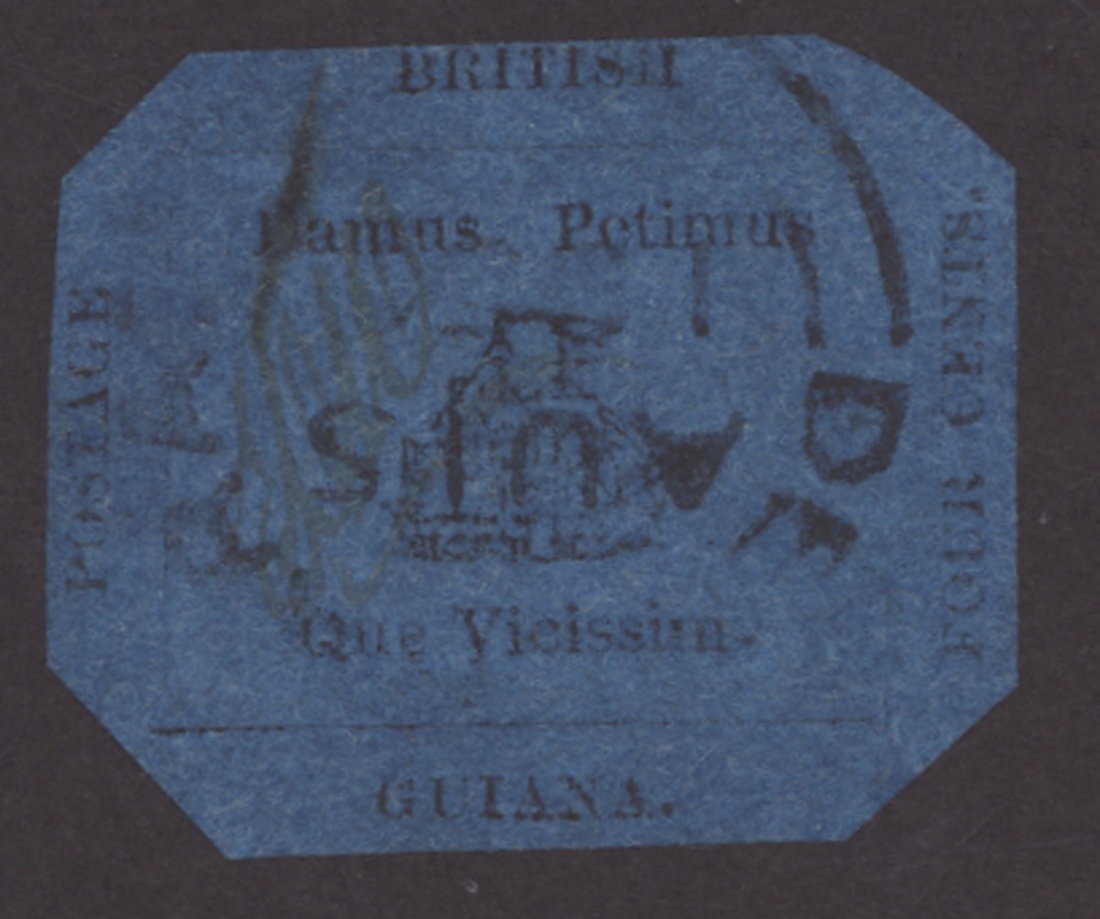 BRITISH
Damus Petimus
POSTAGE
FOUR CENTS.
Que Vicissim.
GUIANA.